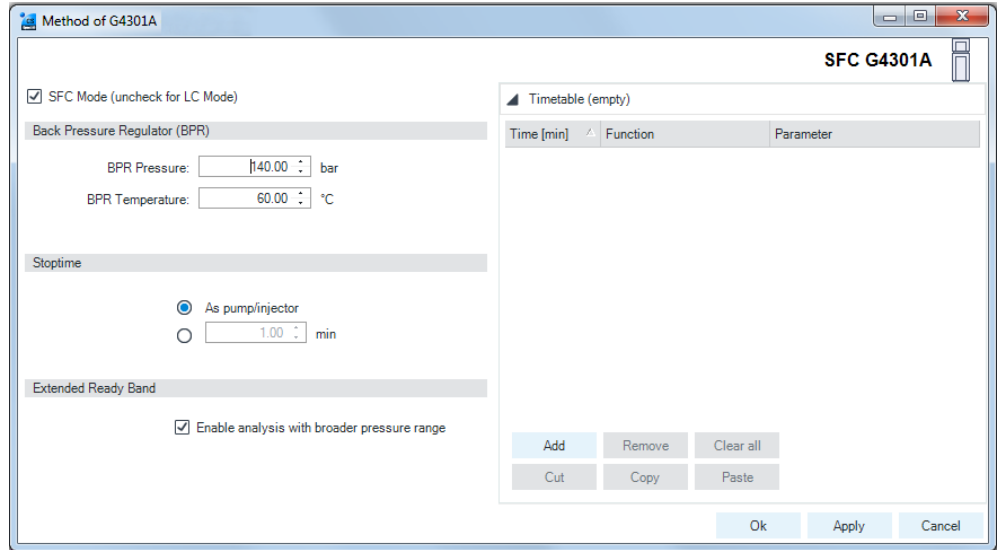 Method of G4301A
SFC G4301A
SFC Mode (uncheck for LC Mode)
Back Pressure Regulator (BPR)
BPR Pressure: 140.00 bar
BPR Temperature: 60.00 °C
Stoptime
As pump/injector
1.00 min
Extended Ready Band
Enable analysis with broader pressure range
Timetable (empty)
Time [min] Function Parameter
Add Remove Clear all
Cut Copy Paste
Ok Apply Cancel